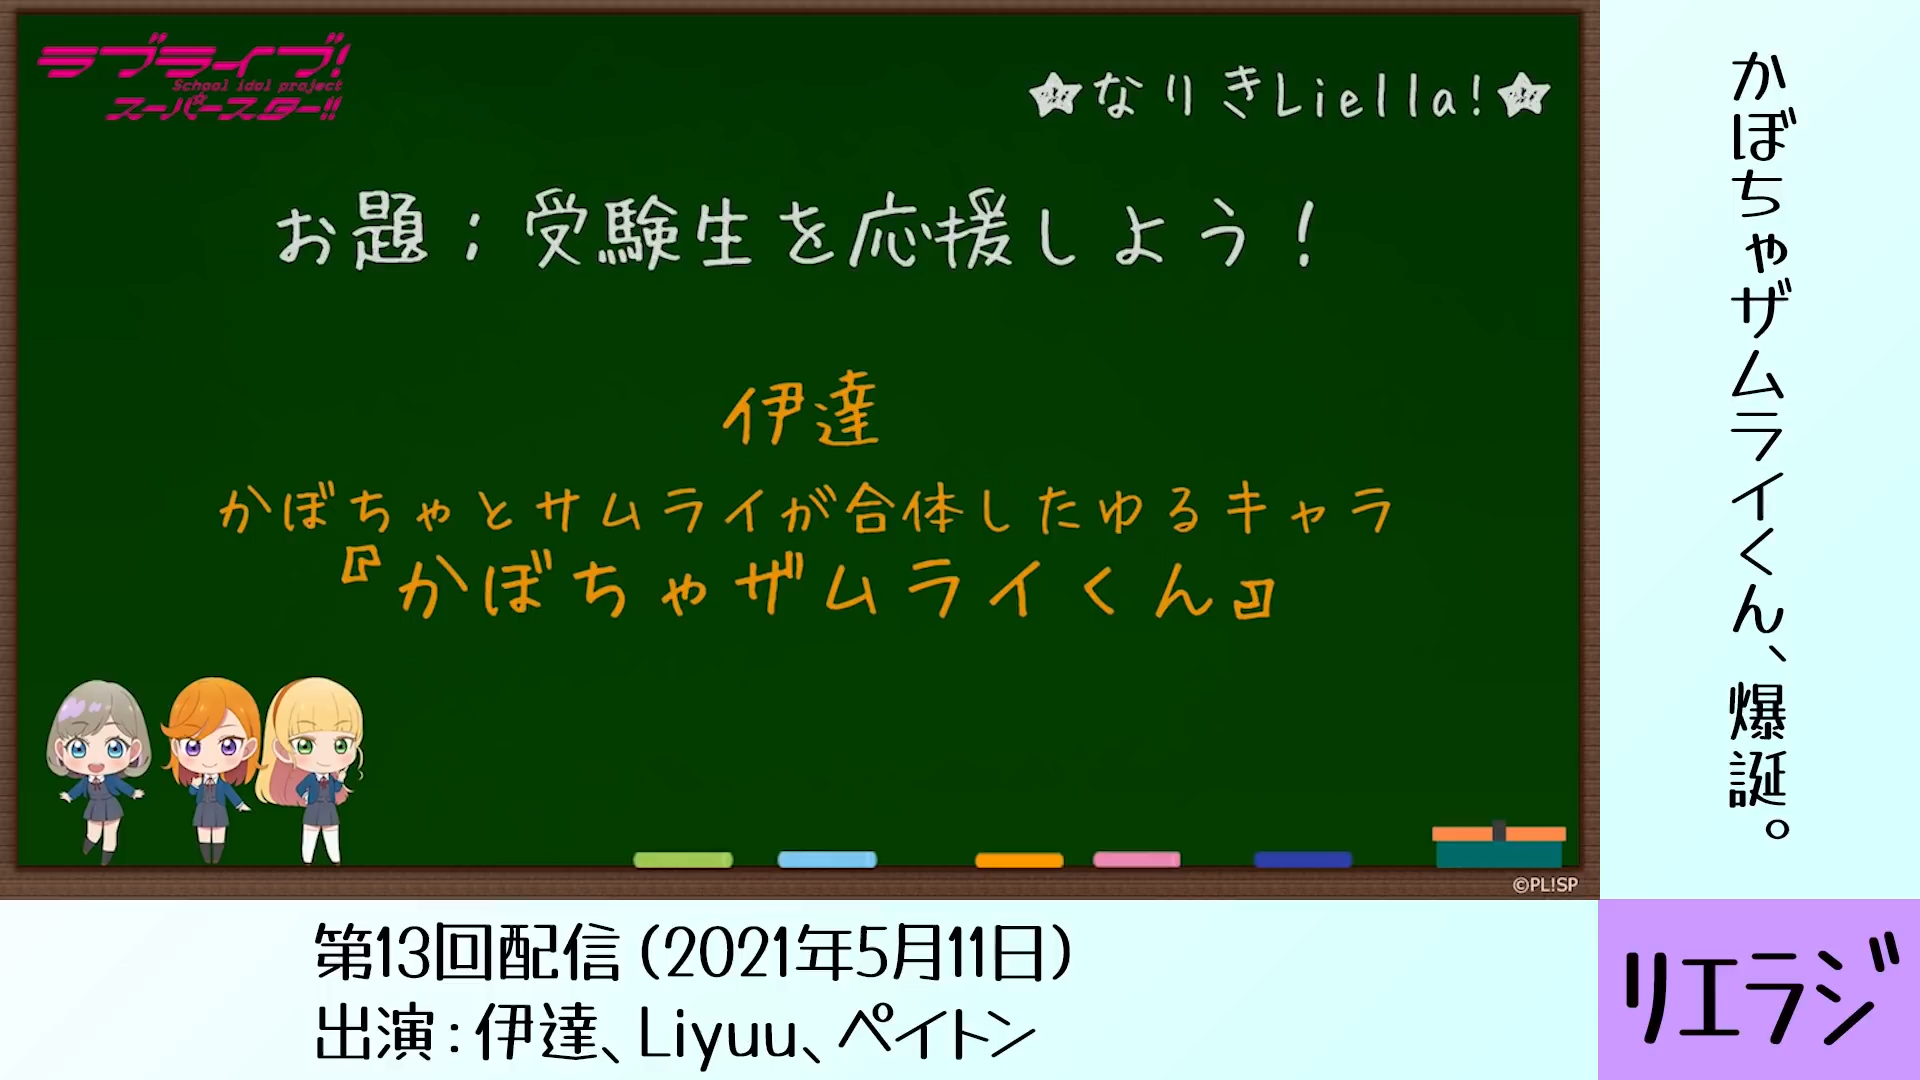 ラブライブ!
School idol project
スーパースター!!
★なりきLiella!★
お題:受験生を応援しよう!
伊達
かぼちゃとサムライが合体したゆるキャラ
『かぼちゃザムライくん』
©PL!SP
かぼちゃザムライくん、爆誕。
第13回配信(2021年5月11日)
出演:伊達、Liyuu、ペイトン
リエラジ